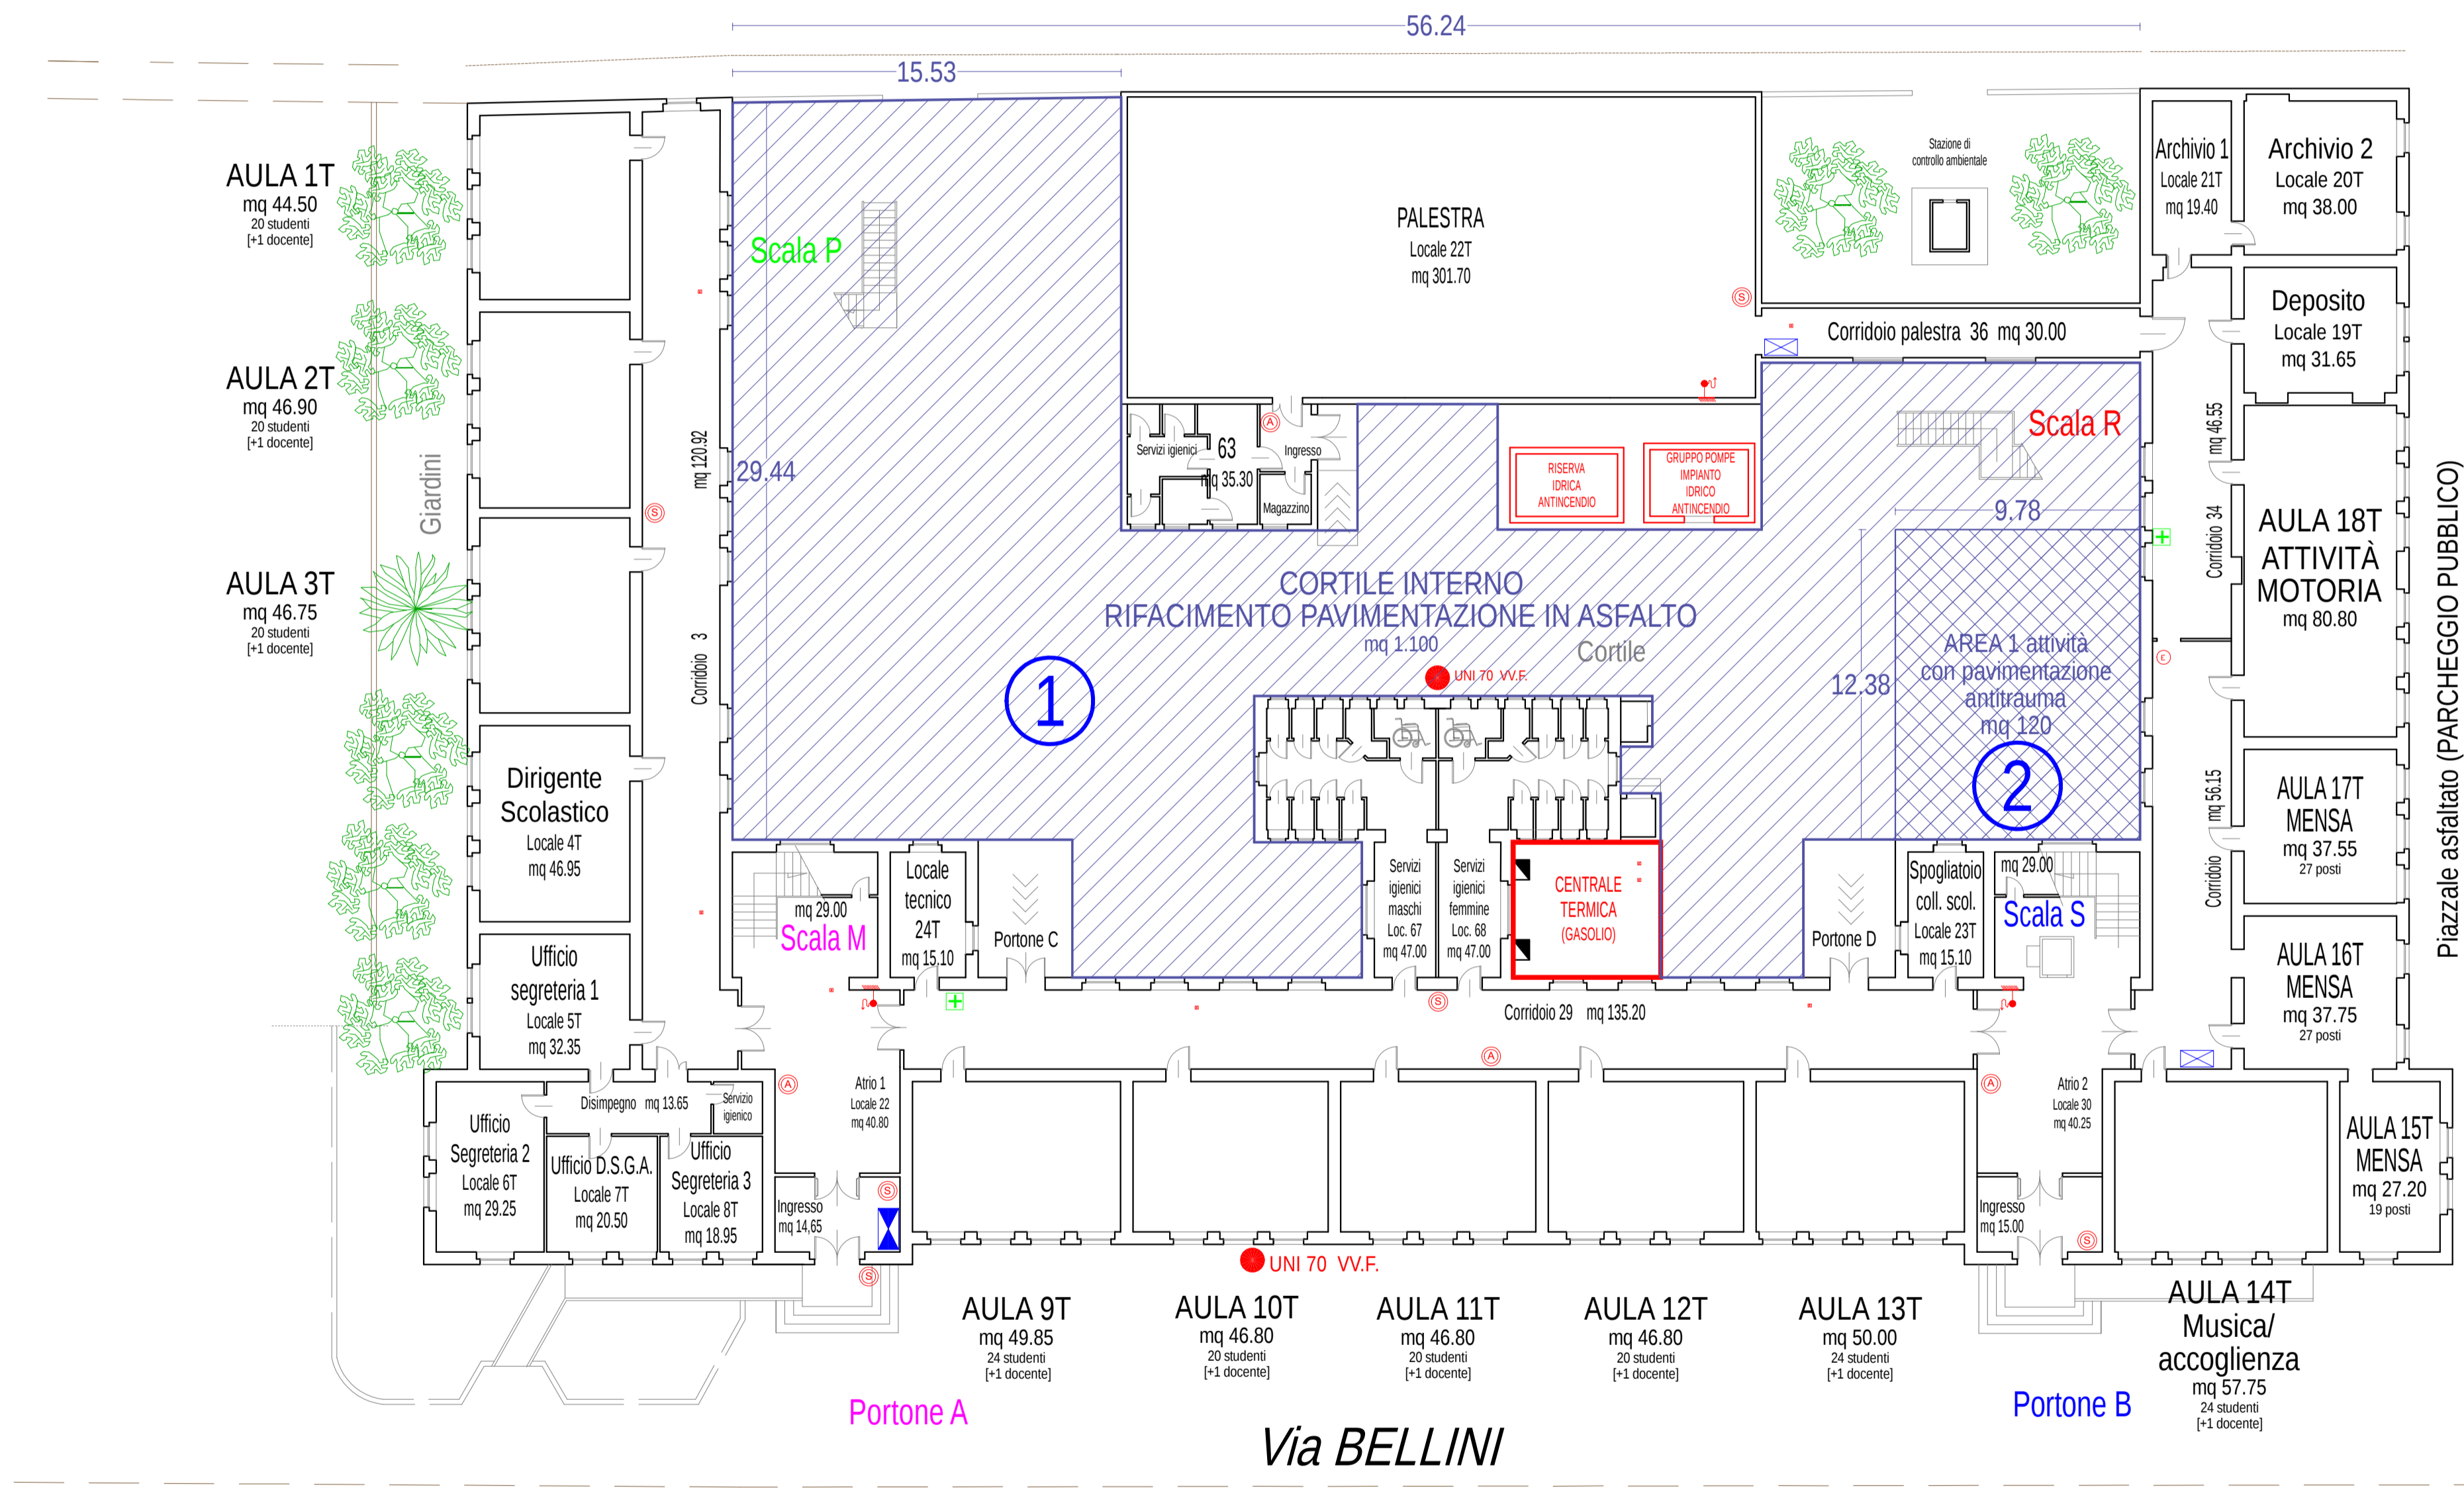 56.24
15.53
AULA 1T
mq 44.50
20 studenti
[+1 docente]
AULA 2T
mq 46.90
20 studenti
[+1 docente]
AULA 3T
mq 46.75
20 studenti
[+1 docente]
Giardini
Dirigente
Scolastico
Locale 4T
mq 46.95
Ufficio
segreteria 1
Locale 5T
mq 32.35
Ufficio
Segreteria 2
Locale 6T
mq 29.25
Disimpegno mq 13.65
Servizio
igienico
Ufficio D.S.G.A.
Locale 7T
mq 20.50
Ufficio
Segreteria 3
Locale 8T
mq 18.95
Corridoio 3 mq 120.92
S
Scala P
29.44
PALESTRA
Locale 22T
mq 301.70
S
Servizi igienici
63
mq 35.30
A
Ingresso
Magazzino
RISERVA
IDRICA
ANTINCENDIO
GRUPPO POMPE
IMPIANTO
IDRICO
ANTINCENDIO
Stazione di
controllo ambientale
Corridoio palestra 36 mq 30.00
Scala R
9.78
12.38
CORTILE INTERNO
RIFACIMENTO PAVIMENTAZIONE IN ASFALTO
mq 1.100
Cortile
UNI 70 VV.F.
1
AREA 1 attività
con pavimentazione
antitrauma
mq 120
2
Archivio 1
Locale 21T
mq 19.40
Archivio 2
Locale 20T
mq 38.00
Deposito
Locale 19T
mq 31.65
Corridoio 34 mq 46.55
AULA 18T
ATTIVITÀ
MOTORIA
mq 80.80
E
Corridoio mq 56.15
AULA 17T
MENSA
mq 37.55
27 posti
AULA 16T
MENSA
mq 37.75
27 posti
AULA 15T
MENSA
mq 27.20
19 posti
Piazzale asfaltato (PARCHEGGIO PUBBLICO)
mq 29.00
Scala M
Locale
tecnico
24T
mq 15.10
Portone C
Servizi
igienici
maschi
Loc. 67
mq 47.00
Servizi
igienici
femmine
Loc. 68
mq 47.00
CENTRALE
TERMICA
(GASOLIO)
Portone D
Spogliatoio
coll. scol.
Locale 23T
mq 15.10
mq 29.00
Scala S
S
Corridoio 29 mq 135.20
A
A
Atrio 1
Locale 22
mq 40.80
Ingresso
mq 14,65
S
S
A
Atrio 2
Locale 30
mq 40.25
Ingresso
mq 15.00
S
UNI 70 VV.F.
AULA 9T
mq 49.85
24 studenti
[+1 docente]
AULA 10T
mq 46.80
20 studenti
[+1 docente]
AULA 11T
mq 46.80
20 studenti
[+1 docente]
AULA 12T
mq 46.80
20 studenti
[+1 docente]
AULA 13T
mq 50.00
24 studenti
[+1 docente]
AULA 14T
Musica/
accoglienza
mq 57.75
24 studenti
[+1 docente]
Portone A
Portone B
Via BELLINI